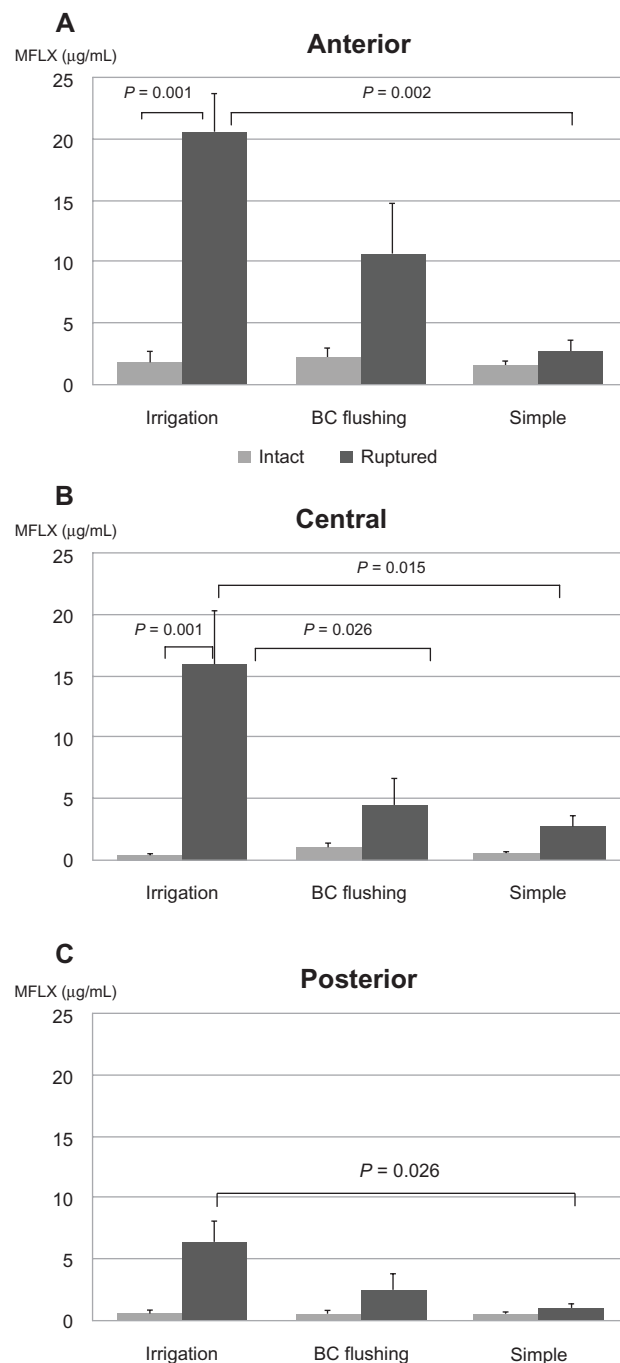 A
Anterior
MFLX (µg/mL)
25
P = 0.001
P = 0.002
20
15
10
5
0
Irrigation BC flushing Simple
Intact Ruptured
B
Central
MFLX (µg/mL)
25
P = 0.015
20
P = 0.001
P = 0.026
15
10
5
0
Irrigation BC flushing Simple
C
Posterior
MFLX (µg/mL)
25
20
15
P = 0.026
10
5
0
Irrigation BC flushing Simple